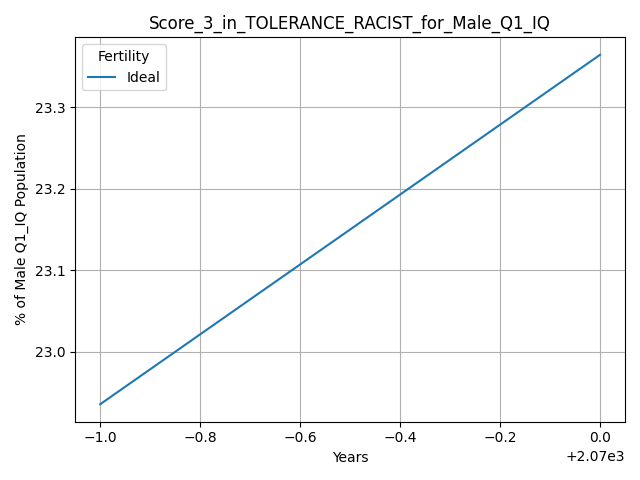 Score_3_in_TOLERANCE_RACIST_for_Male_Q1_IQ
Fertility
Ideal
% of Male Q1_IQ Population
23.3
23.2
23.1
23.0
−1.0 −0.8 −0.6 −0.4 −0.2 0.0
Years
+2.07e3